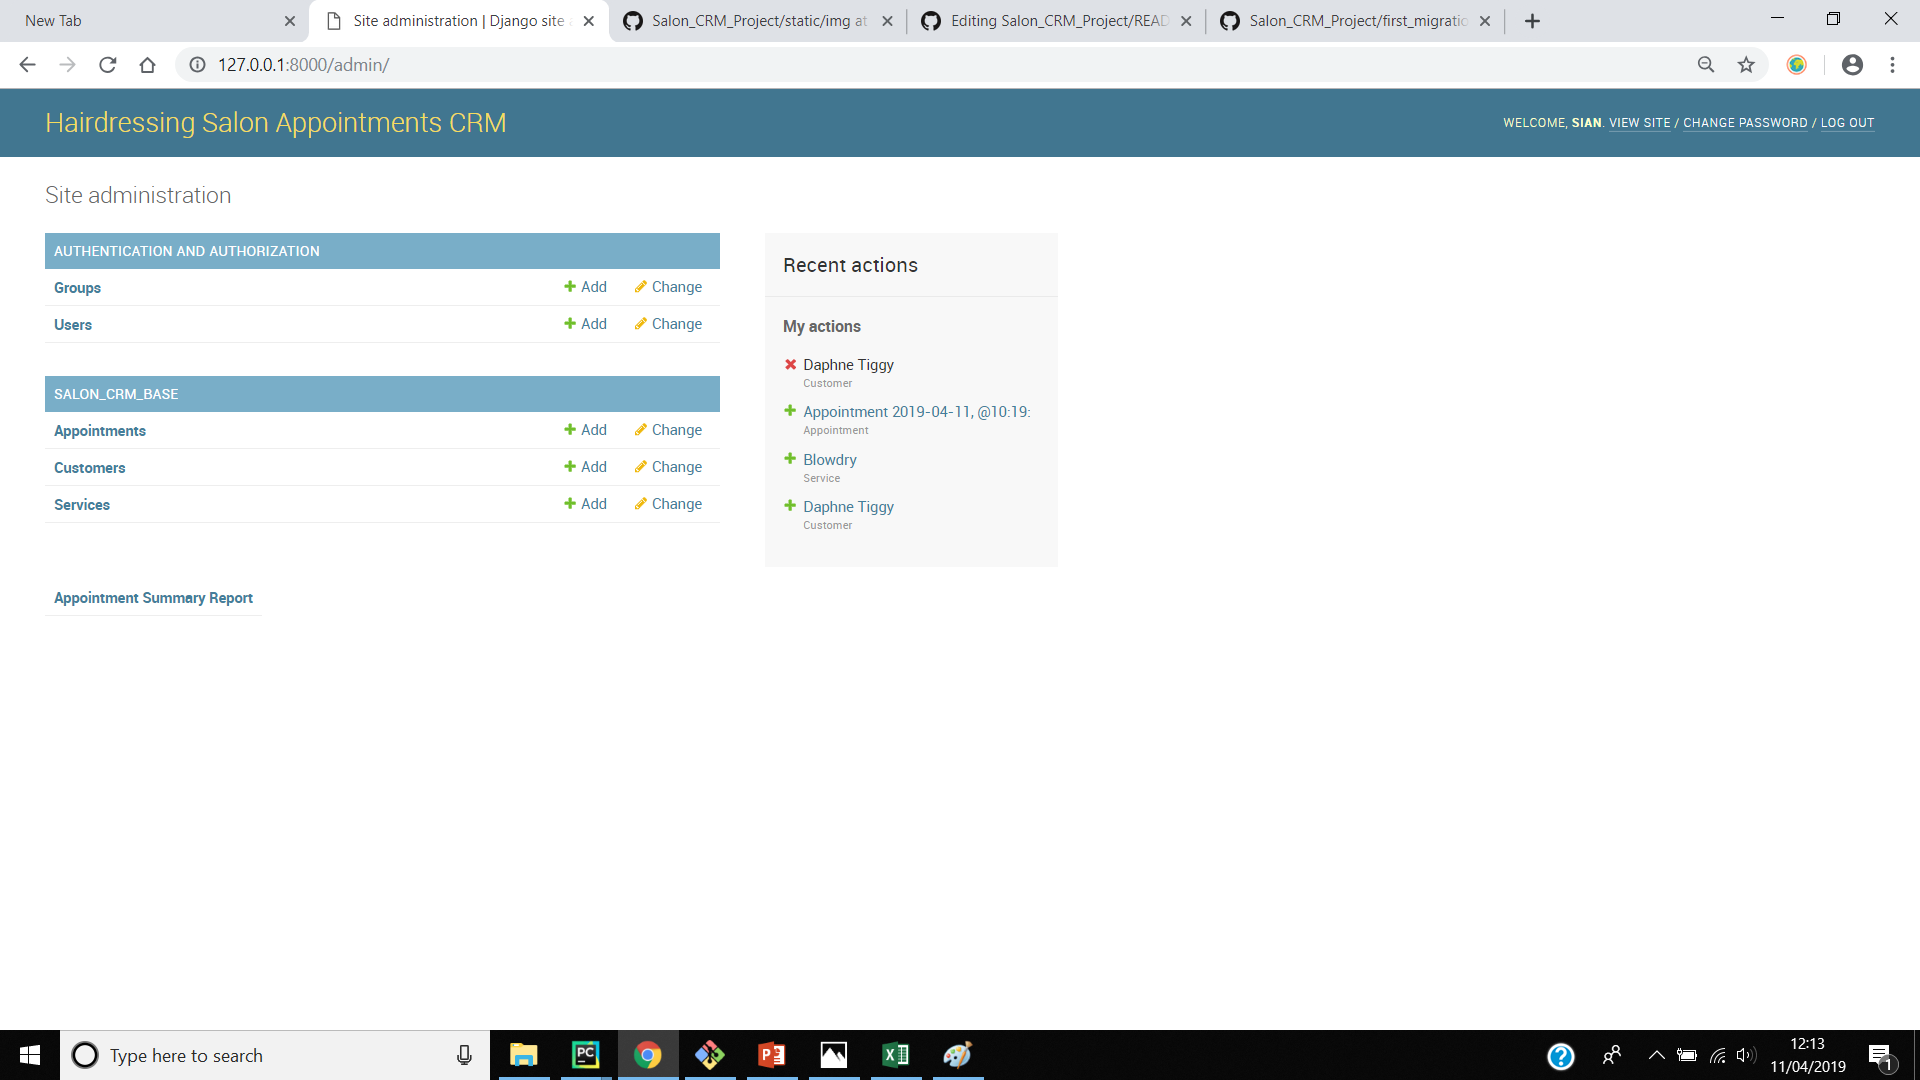 New Tab
Site administration | Django site
Salon_CRM_Project/static/img at
Editing Salon_CRM_Project/READ
Salon_CRM_Project/first_migratio
127.0.0.1:8000/admin/
Hairdressing Salon Appointments CRM
WELCOME, SIAN. VIEW SITE / CHANGE PASSWORD / LOG OUT
Site administration
AUTHENTICATION AND AUTHORIZATION
Groups Add Change
Users Add Change
SALON_CRM_BASE
Appointments Add Change
Customers Add Change
Services Add Change
Appointment Summary Report
Recent actions
My actions
Daphne Tiggy
Customer
Appointment 2019-04-11, @10:19:
Appointment
Blowdry
Service
Daphne Tiggy
Customer
Type here to search
PC
12:13
11/04/2019
1